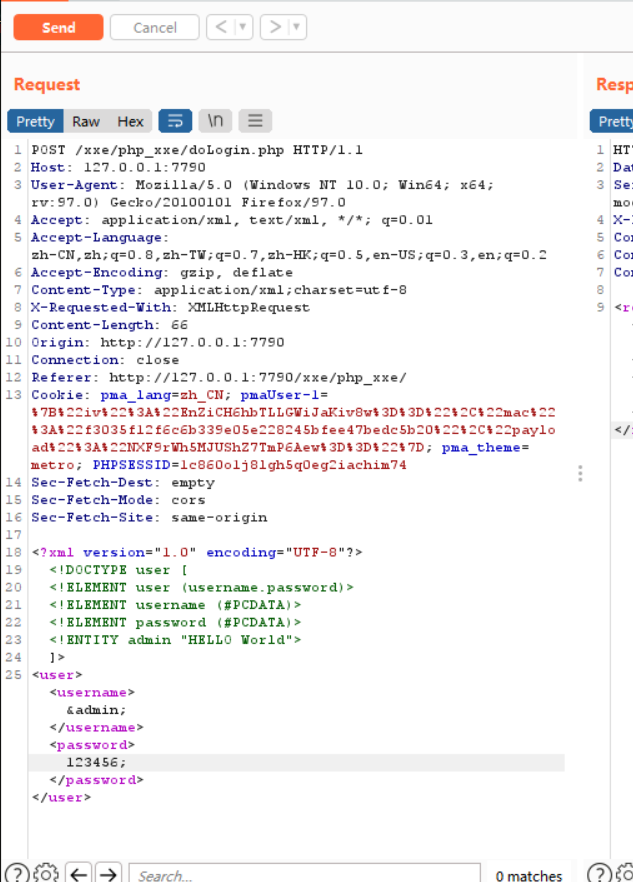 Send Cancel < > 
Request Resp
Pretty Raw Hex \n Pretty
1 POST /xxe/php_xxe/doLogin.php HTTP/1.1
2 Host: 127.0.0.1:7790
3 User-Agent: Mozilla/5.0 (Windows NT 10.0; Win64; x64;
rv:97.0) Gecko/20100101 Firefox/97.0
4 Accept: application/xml, text/xml, */*; q=0.01
5 Accept-Language:
zh-CN,zh;q=0.8,zh-TW;q=0.7,zh-HK;q=0.5,en-US;q=0.3,en;q=0.2
6 Accept-Encoding: gzip, deflate
7 Content-Type: application/xml;charset=utf-8
8 X-Requested-With: XMLHttpRequest
9 Content-Length: 66
10 Origin: http://127.0.0.1:7790
11 Connection: close
12 Referer: http://127.0.0.1:7790/xxe/php_xxe/
13 Cookie: pma_lang=zh_CN; pmaUser-1=
%7B%22iv%22%3A%22EnZiCH6hbTLLGWiJaKiv8w%3D%3D%22%2C%22mac%22
%3A%22f3035f12f6c6b339e05e228245bfee47bedc5b20%22%2C%22paylo
ad%22%3A%22NXF9rWh5MJUShZ7TmP6Aew%3D%3D%22%7D; pma_theme=
metro; PHPSESSID=1c860o1j81gh5q0eg2iachim74
14 Sec-Fetch-Dest: empty
15 Sec-Fetch-Mode: cors
16 Sec-Fetch-Site: same-origin
17
18 <?xml version="1.0" encoding="UTF-8"?>
19 <!DOCTYPE user [
20 <!ELEMENT user (username.password)>
21 <!ELEMENT username (#PCDATA)>
22 <!ELEMENT password (#PCDATA)>
23 <!ENTITY admin "HELLO World">
24 ]>
25 <user>
<username>
&admin;
</username>
<password>
123456;
</password>
</user>
1 HT
2 Dat
3 Se
mo
4 X-
5 Co
6 Co
7 Co
8
9 <r
</
? Search... 0 matches ?